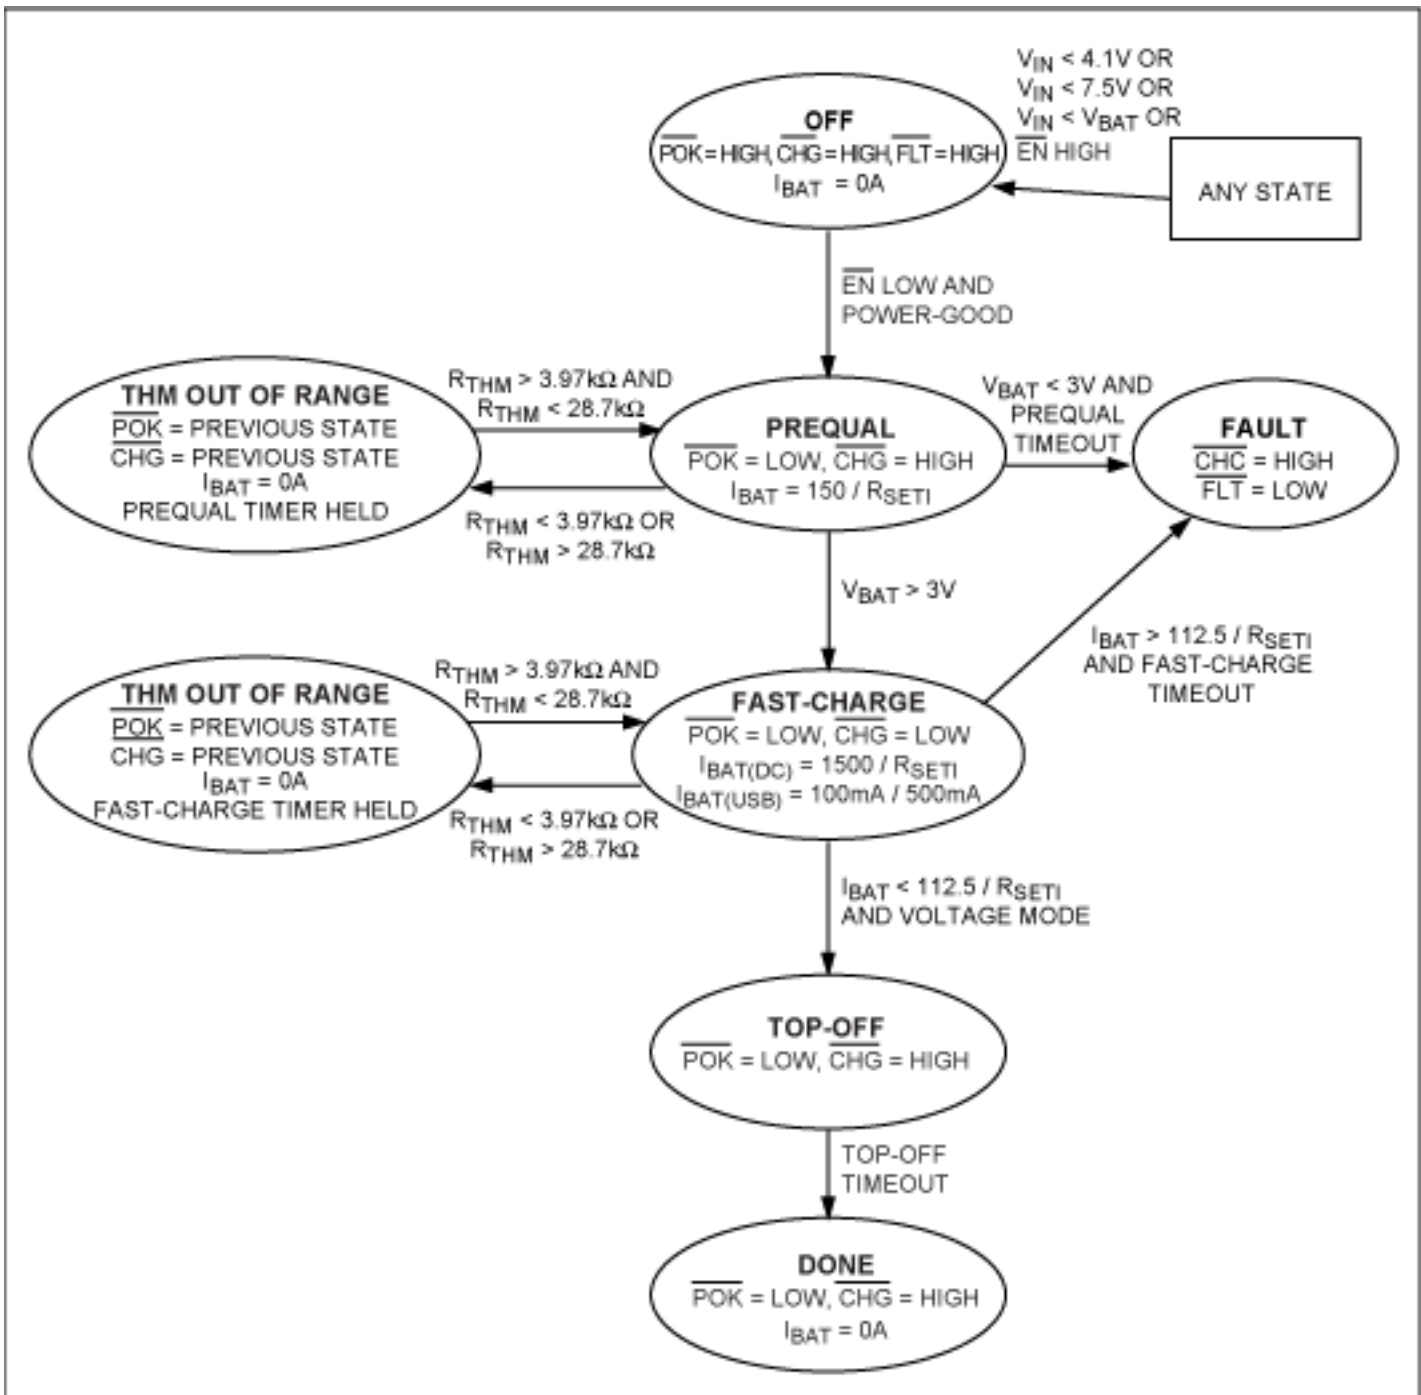 V_IN < 4.1V OR
V_IN < 7.5V OR
V_IN < V_BAT OR
EN HIGH
ANY STATE
OFF
POK = HIGH, CHG = HIGH, FLT = HIGH
I_BAT = 0A
EN LOW AND
POWER-GOOD
THM OUT OF RANGE
POK = PREVIOUS STATE
CHG = PREVIOUS STATE
I_BAT = 0A
PREQUAL TIMER HELD
R_THM > 3.97kΩ AND
R_THM < 28.7kΩ
R_THM < 3.97kΩ OR
R_THM > 28.7kΩ
PREQUAL
POK = LOW, CHG = HIGH
I_BAT = 150 / R_SETI
V_BAT < 3V AND
PREQUAL
TIMEOUT
FAULT
CHC = HIGH
FLT = LOW
V_BAT > 3V
I_BAT > 112.5 / R_SETI
AND FAST-CHARGE
TIMEOUT
THM OUT OF RANGE
POK = PREVIOUS STATE
CHG = PREVIOUS STATE
I_BAT = 0A
FAST-CHARGE TIMER HELD
R_THM > 3.97kΩ AND
R_THM < 28.7kΩ
R_THM < 3.97kΩ OR
R_THM > 28.7kΩ
FAST-CHARGE
POK = LOW, CHG = LOW
I_BAT(DC) = 1500 / R_SETI
I_BAT(USB) = 100mA / 500mA
I_BAT < 112.5 / R_SETI
AND VOLTAGE MODE
TOP-OFF
POK = LOW, CHG = HIGH
TOP-OFF
TIMEOUT
DONE
POK = LOW, CHG = HIGH
I_BAT = 0A